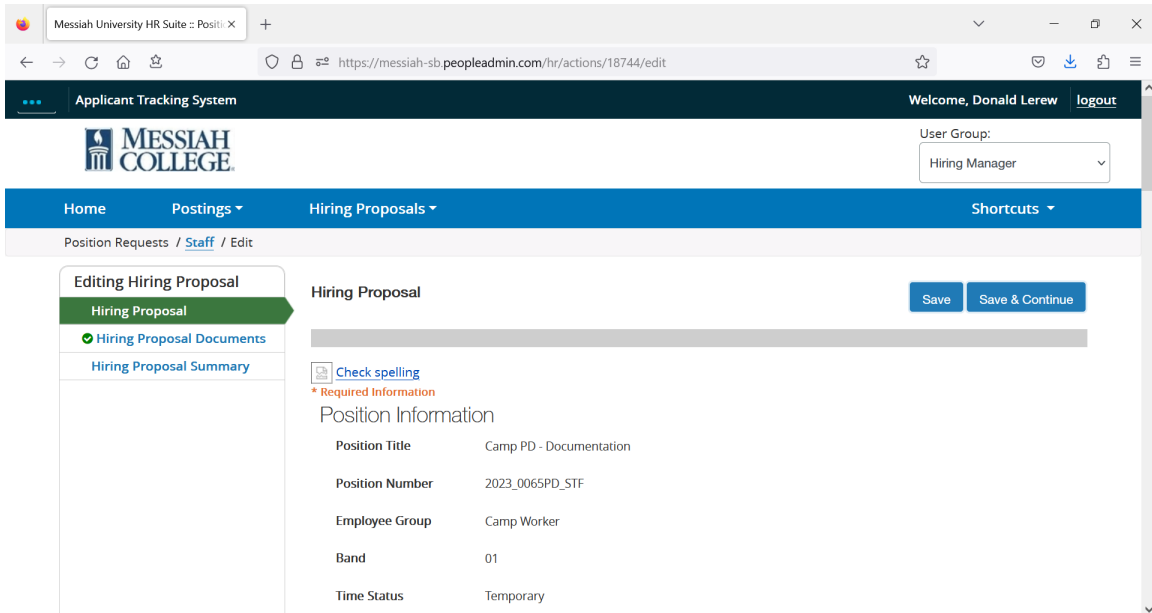 Messiah University HR Suite :: Positi
https://messiah-sb.peopleadmin.com/hr/actions/18744/edit
Applicant Tracking System
Welcome, Donald Lerew
logout
MESSIAH
COLLEGE
User Group:
Hiring Manager
Home
Postings
Hiring Proposals
Shortcuts
Position Requests / Staff / Edit
Editing Hiring Proposal
Hiring Proposal
Hiring Proposal Documents
Hiring Proposal Summary
Hiring Proposal
Save
Save & Continue
Check spelling
* Required Information
Position Information
Position Title Camp PD - Documentation
Position Number 2023_0065PD_STF
Employee Group Camp Worker
Band 01
Time Status Temporary